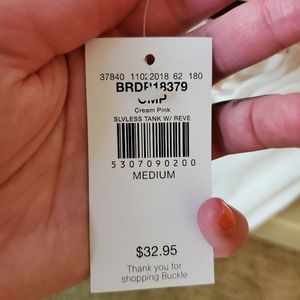 37840 1102 2018 62 180
BRDR18379
CMP
Cream Pink
SLVLESS TANK W/ REVE
5307090200
MEDIUM
$32.95
Thank you for
shopping Buckle